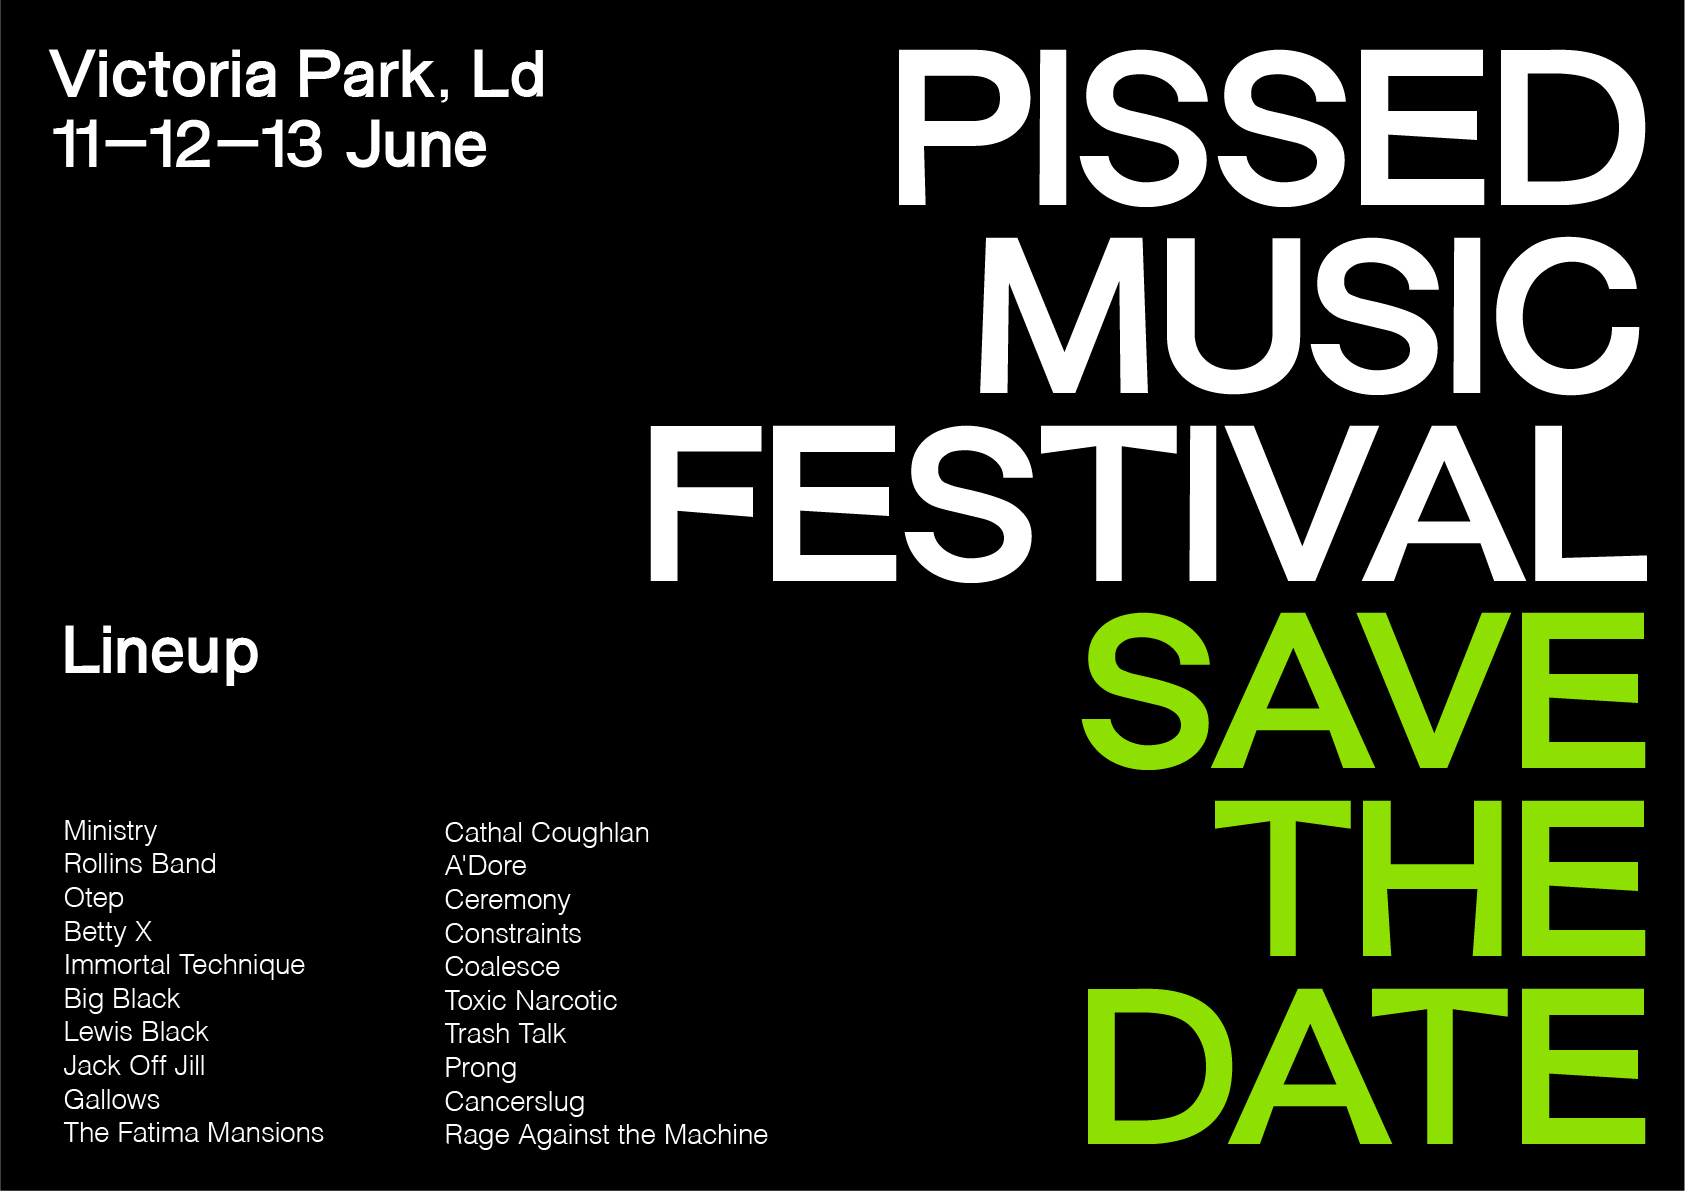 Victoria Park, Ld
11—12—13 June
PISSED
MUSIC
FESTIVAL
SAVE
THE
DATE
Lineup
Ministry
Rollins Band
Otep
Betty X
Immortal Technique
Big Black
Lewis Black
Jack Off Jill
Gallows
The Fatima Mansions
Cathal Coughlan
A'Dore
Ceremony
Constraints
Coalesce
Toxic Narcotic
Trash Talk
Prong
Cancerslug
Rage Against the Machine